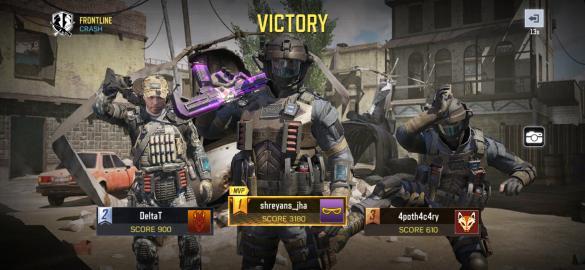 FRONTLINE
CRASH
VICTORY
13s
MVP
2
DeltaT
SCORE 900
1
shreyans_jha
SCORE 3180
3
4poth4c4ry
SCORE 610